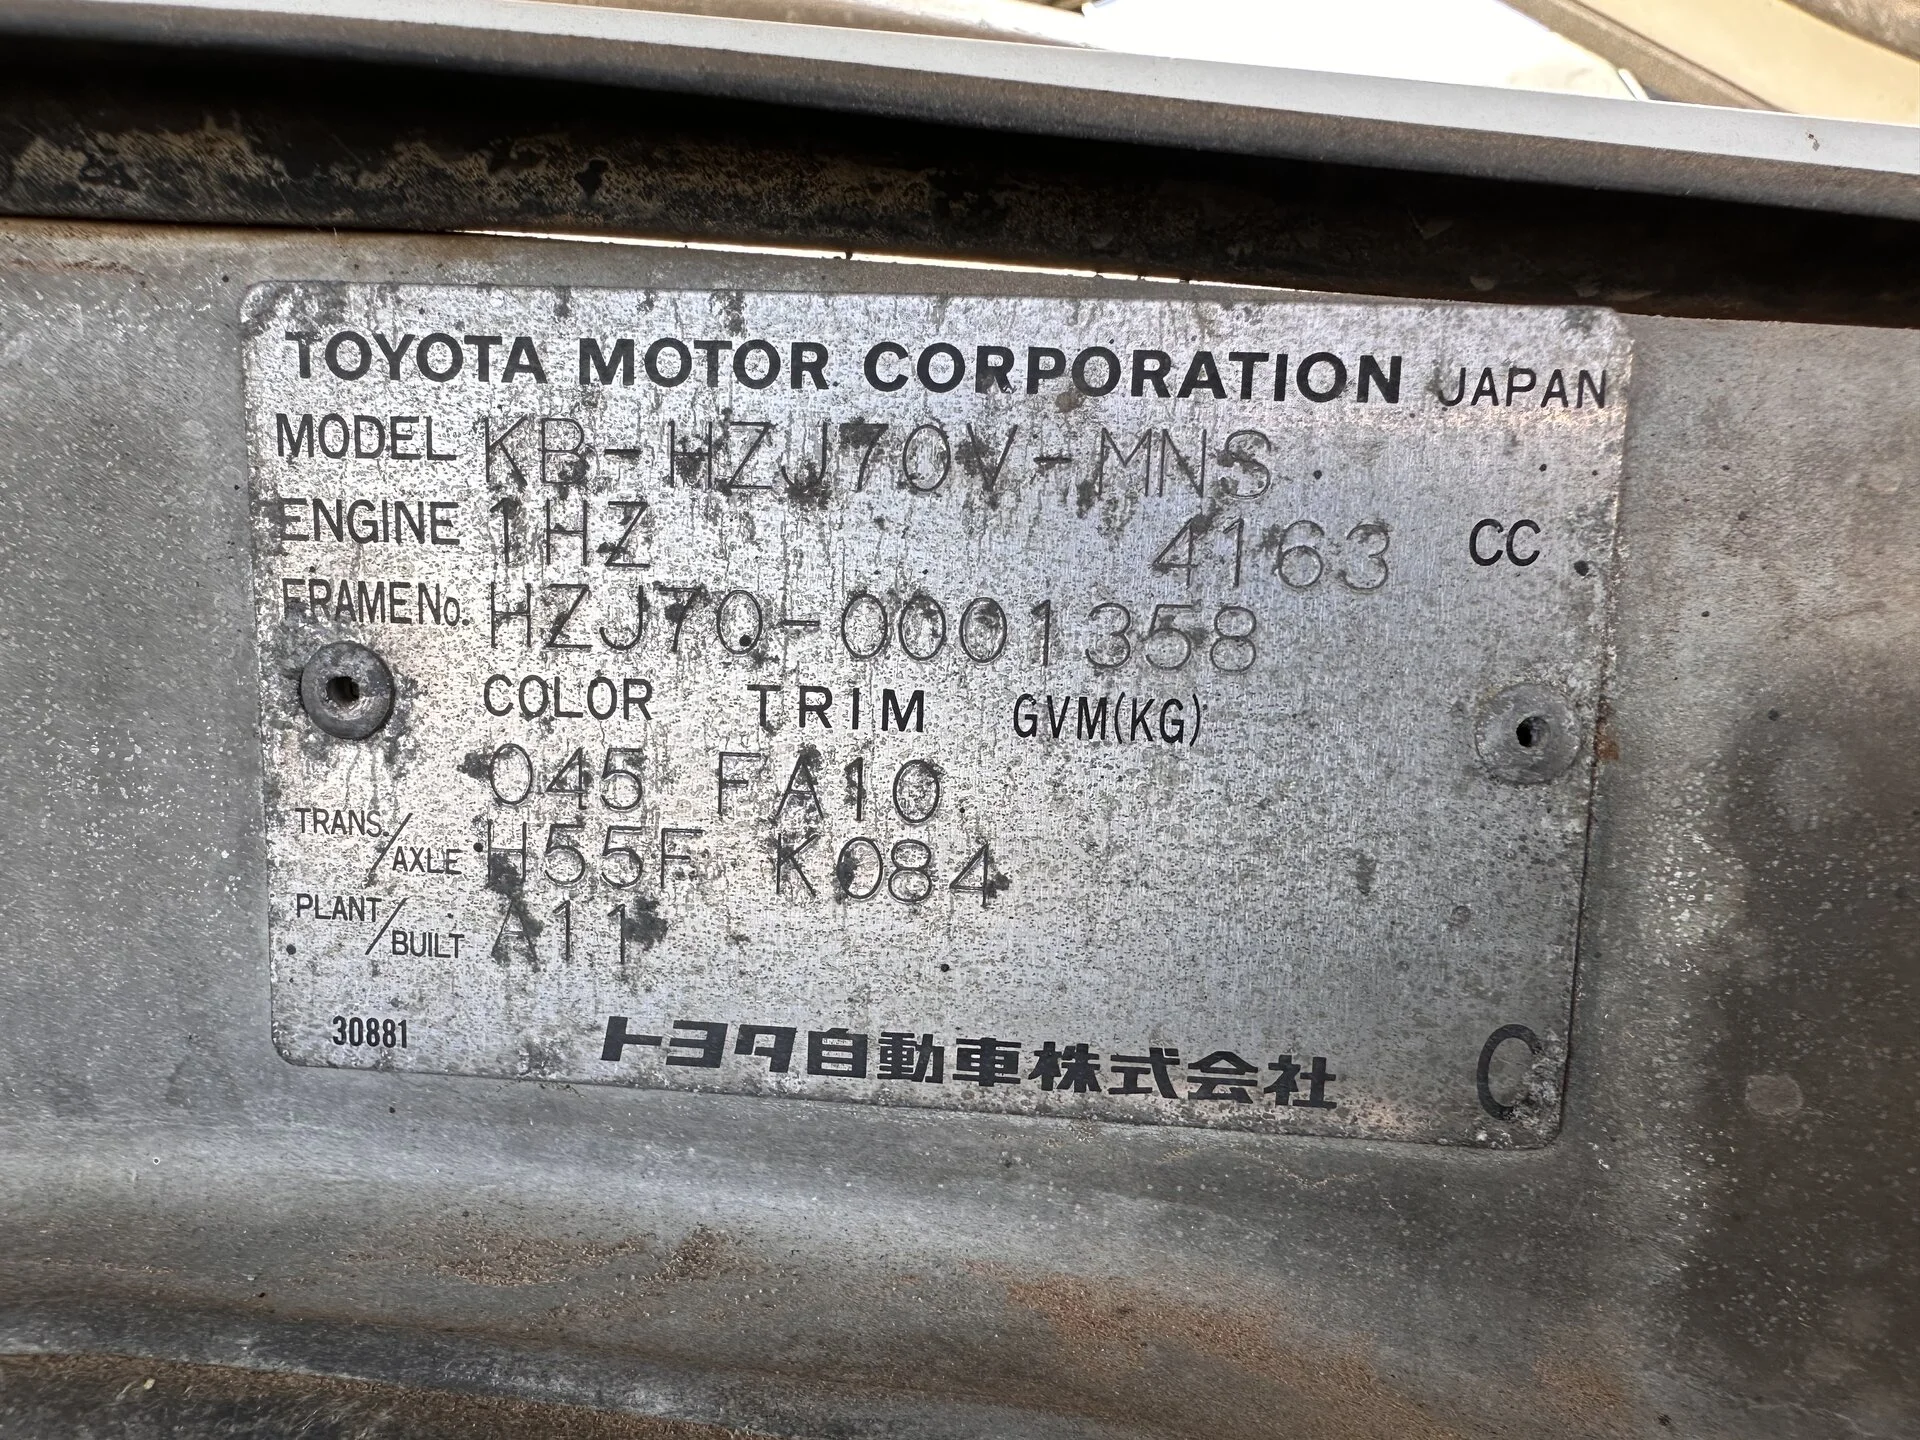 TOYOTA MOTOR CORPORATION JAPAN
MODEL KB-HZJ70V-MNS
ENGINE 1HZ 4163 CC
FRAME No. HZJ70-0001358
COLOR TRIM GVM(KG)
045 FA10
TRANS./AXLE H55F K084
PLANT/BUILT A11
30881 トヨタ自動車株式会社 C